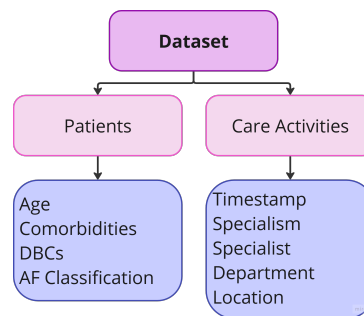 Dataset
Patients
Care Activities
Age
Comorbidities
DBCs
AF Classification
Timestamp
Specialism
Specialist
Department
Location